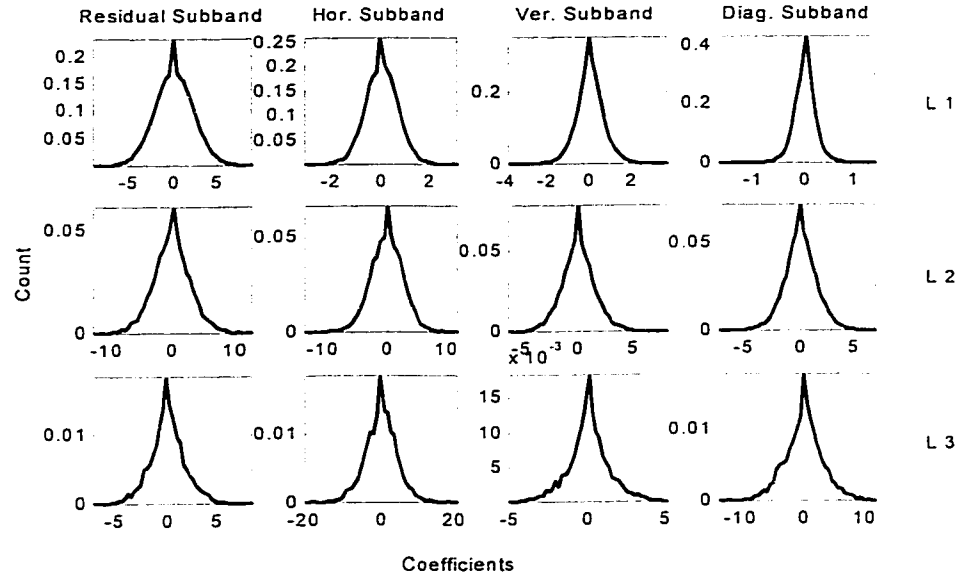 Residual Subband Hor. Subband Ver. Subband Diag. Subband
0.2 0.15 0.1 0.05 0 -5 0 5
0.25 0.2 0.15 0.1 0.05 0 -2 0 2
0.2 0 -4 -2 0 2
0.4 0.2 0 -1 0 1
L 1
Count
0.05 0 -10 0 10
0.05 0 -10 0 10
0.05 -5 0 5
0.05 0 -5 0 5
L 2
x 10 -3
0.01 0 -5 0 5
0.01 0 -20 0 20
15 10 5 -5 0 5
0.01 0 -10 0 10
L 3
Coefficients